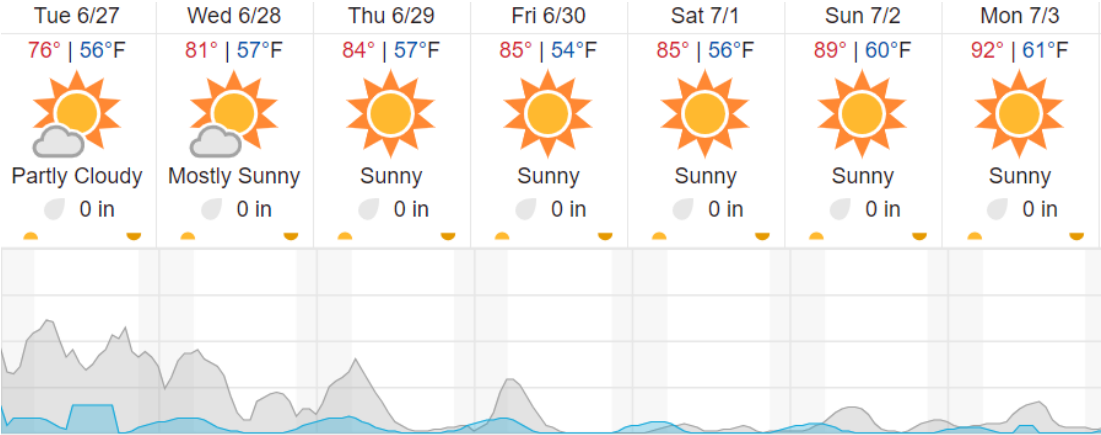 Tue 6/27 Wed 6/28 Thu 6/29 Fri 6/30 Sat 7/1 Sun 7/2 Mon 7/3
76° | 56°F 81° | 57°F 84° | 57°F 85° | 54°F 85° | 56°F 89° | 60°F 92° | 61°F
Partly Cloudy Mostly Sunny Sunny Sunny Sunny Sunny Sunny
0 in 0 in 0 in 0 in 0 in 0 in 0 in